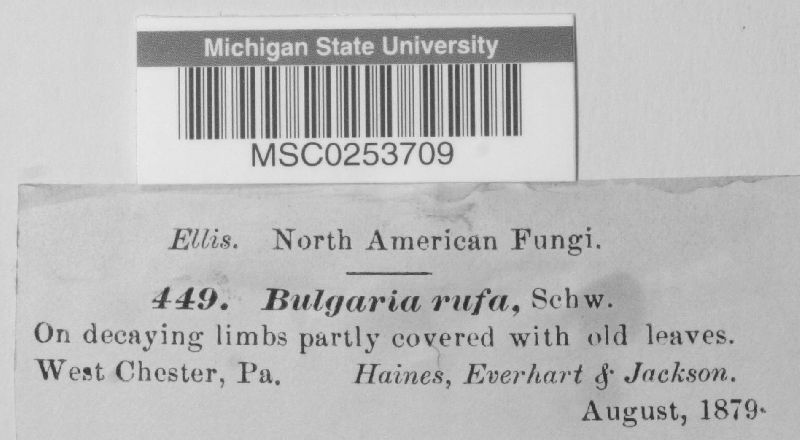 Michigan State University
MSC0253709
Ellis. North American Fungi.
449. Bulgaria rufa, Schw.
On decaying limbs partly covered with old leaves.
West Chester, Pa. Haines, Everhart & Jackson.
August, 1879.